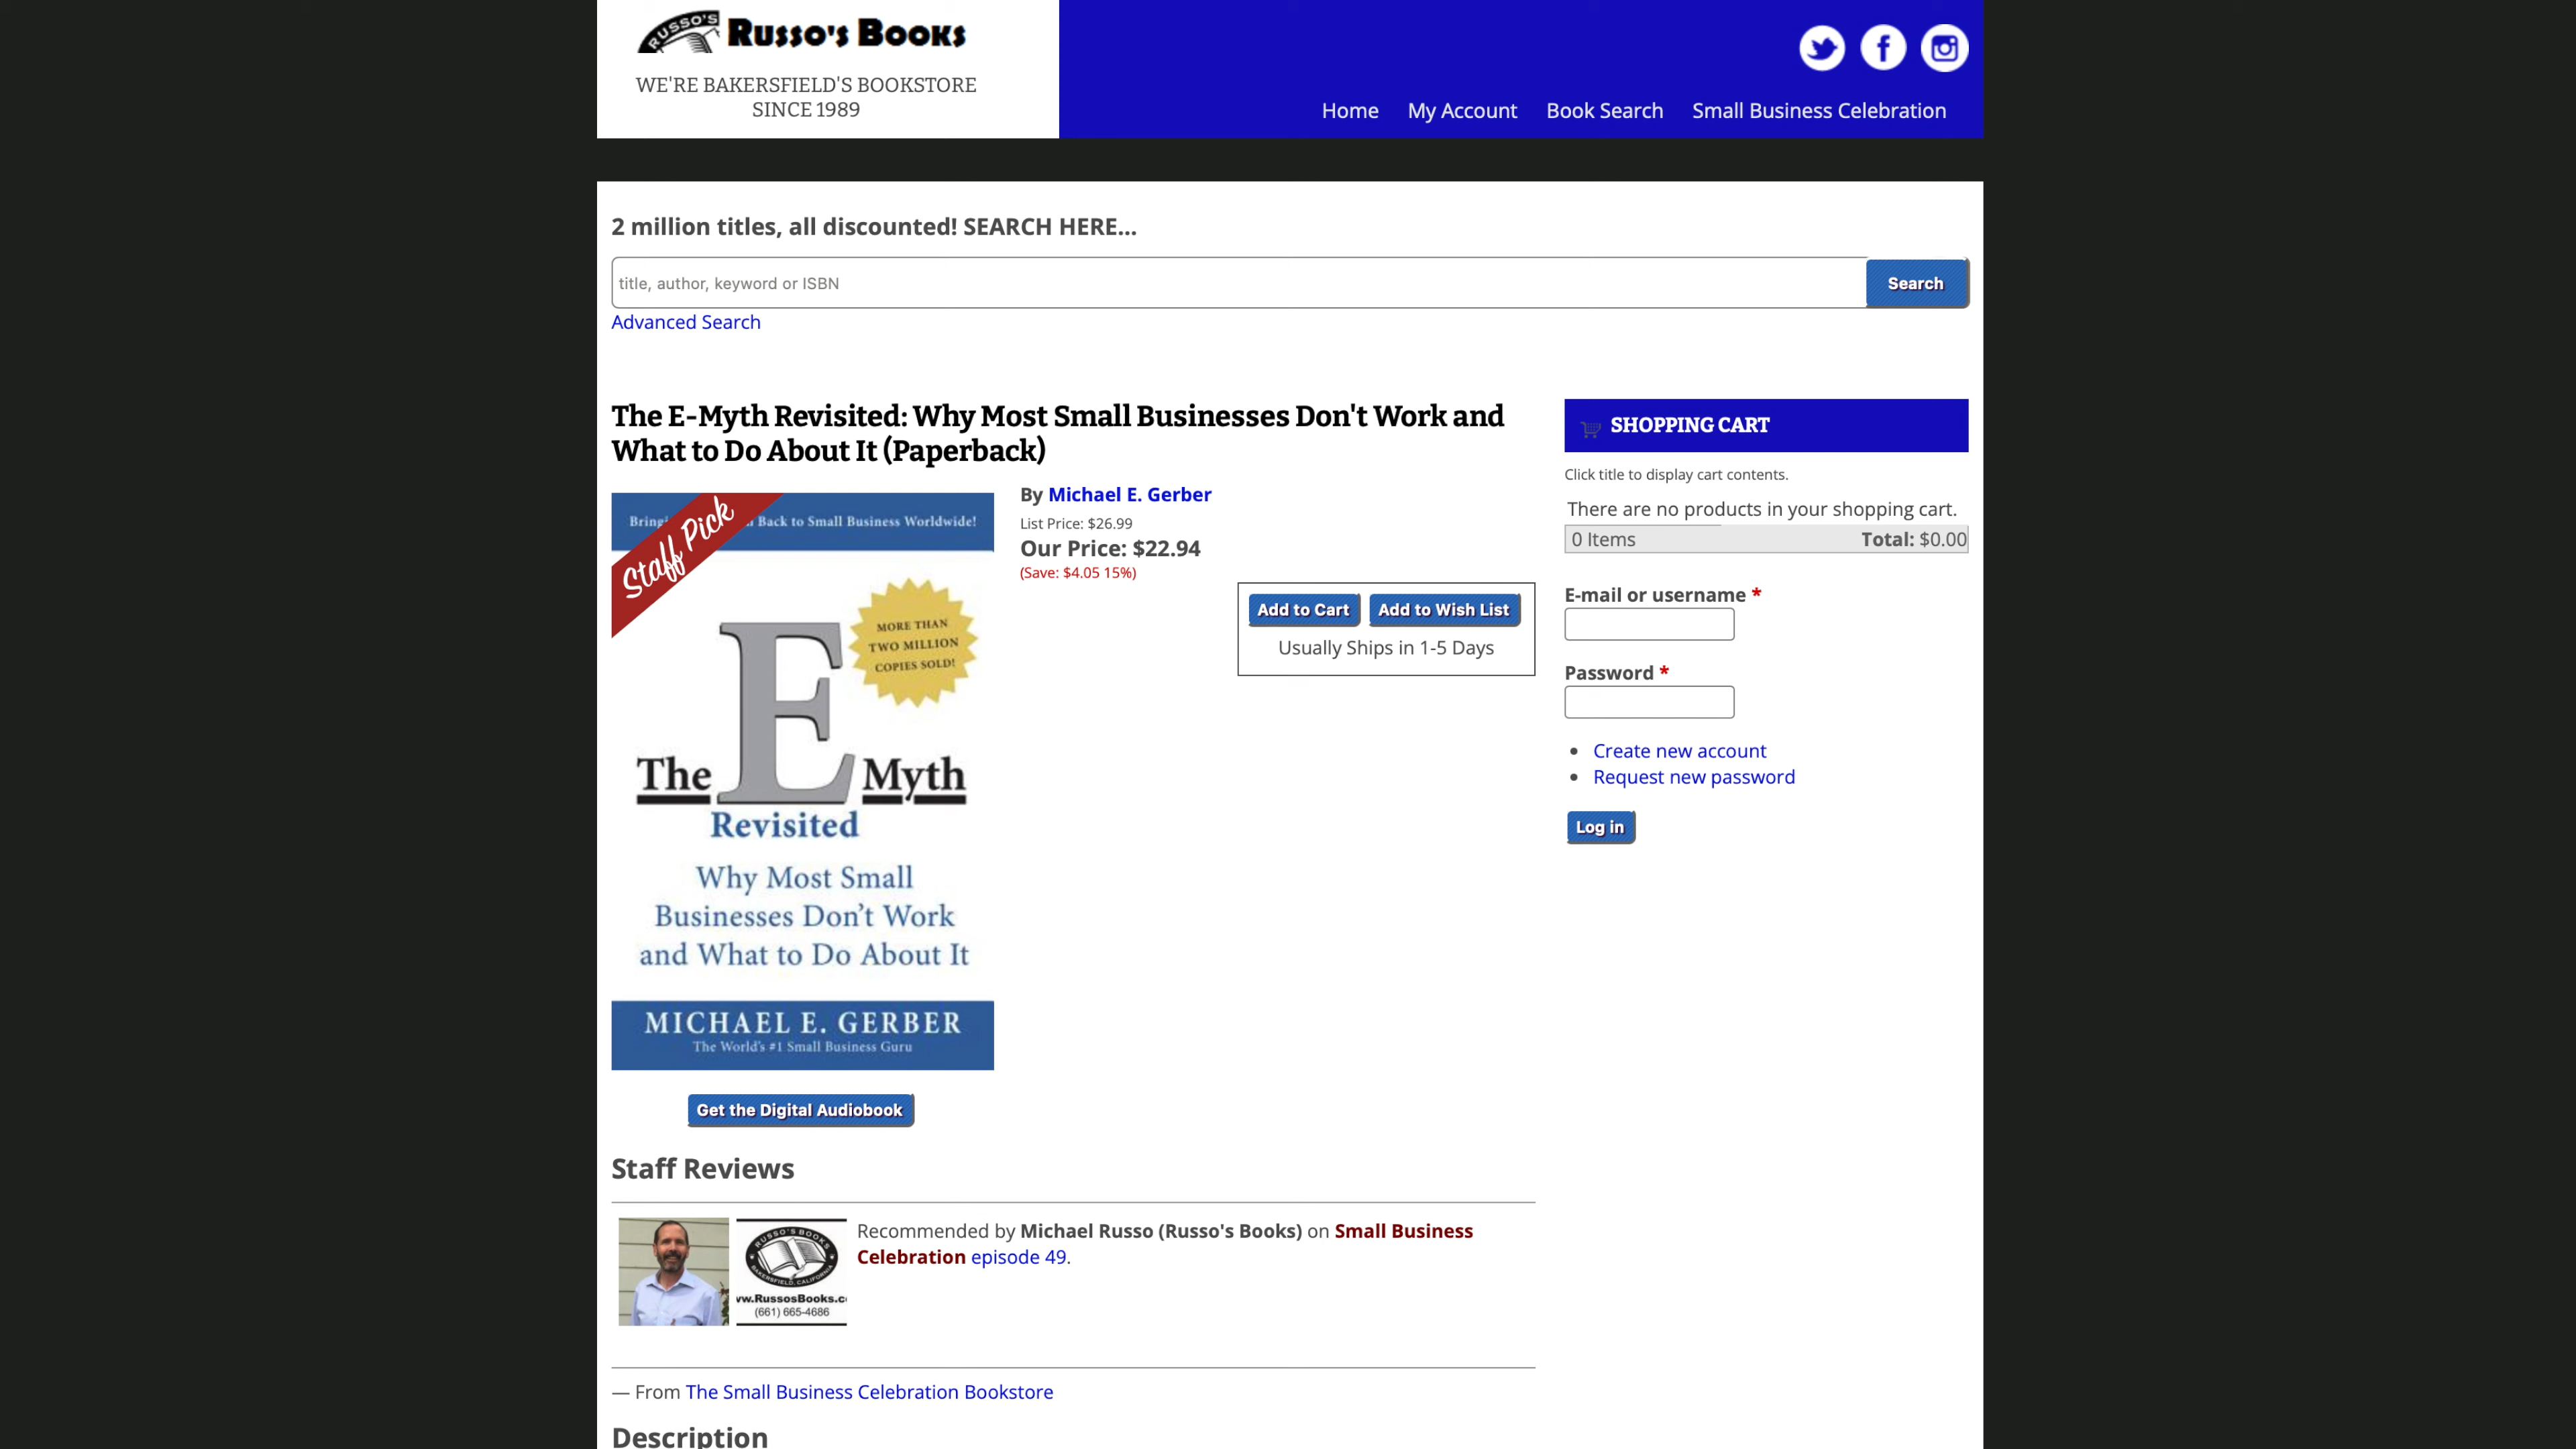 RUSSO'S
Russo's Books
WE'RE BAKERSFIELD'S BOOKSTORE
SINCE 1989
Home My Account Book Search Small Business Celebration
2 million titles, all discounted! SEARCH HERE...
title, author, keyword or ISBN
Search
Advanced Search
The E-Myth Revisited: Why Most Small Businesses Don't Work and
What to Do About It (Paperback)
Staff Pick
Back to Small Business Worldwide!
MORE THAN
TWO MILLION
COPIES SOLD!
The E Myth
Revisited
Why Most Small
Businesses Don't Work
and What to Do About It
MICHAEL E. GERBER
The World's #1 Small Business Guru
Get the Digital Audiobook
By Michael E. Gerber
List Price: $26.99
Our Price: $22.94
(Save: $4.05 15%)
Add to Cart Add to Wish List
Usually Ships in 1-5 Days
Staff Reviews
RUSSO'S BOOKS
BAKERSFIELD, CALIFORNIA
www.RussosBooks.c
(661) 665-4686
Recommended by Michael Russo (Russo's Books) on Small Business
Celebration episode 49.
— From The Small Business Celebration Bookstore
Description
SHOPPING CART
Click title to display cart contents.
There are no products in your shopping cart.
0 Items Total: $0.00
E-mail or username *
Password *
Create new account
Request new password
Log in